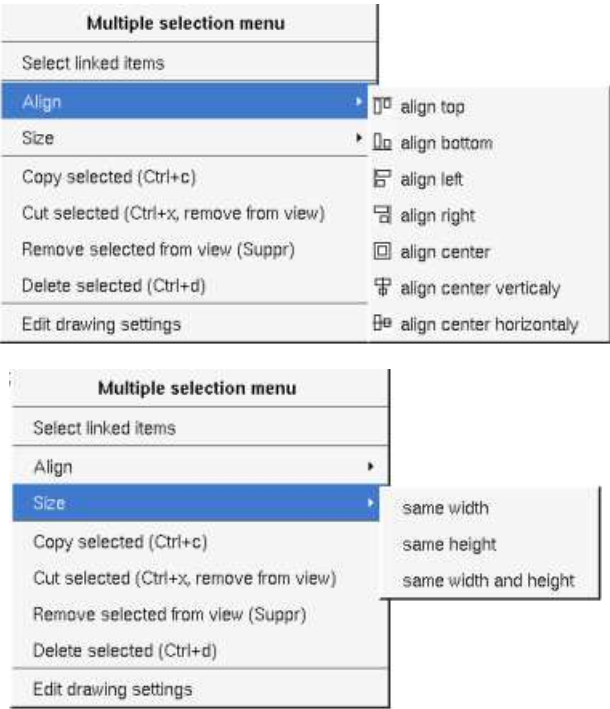 Multiple selection menu
Select linked items
Align
Size
Copy selected (Ctrl+c)
Cut selected (Ctrl+x, remove from view)
Remove selected from view (Suppr)
Delete selected (Ctrl+d)
Edit drawing settings
align top
align bottom
align left
align right
align center
align center verticaly
align center horizontaly
Multiple selection menu
Select linked items
Align
Size
Copy selected (Ctrl+c)
Cut selected (Ctrl+x, remove from view)
Remove selected from view (Suppr)
Delete selected (Ctrl+d)
Edit drawing settings
same width
same height
same width and height